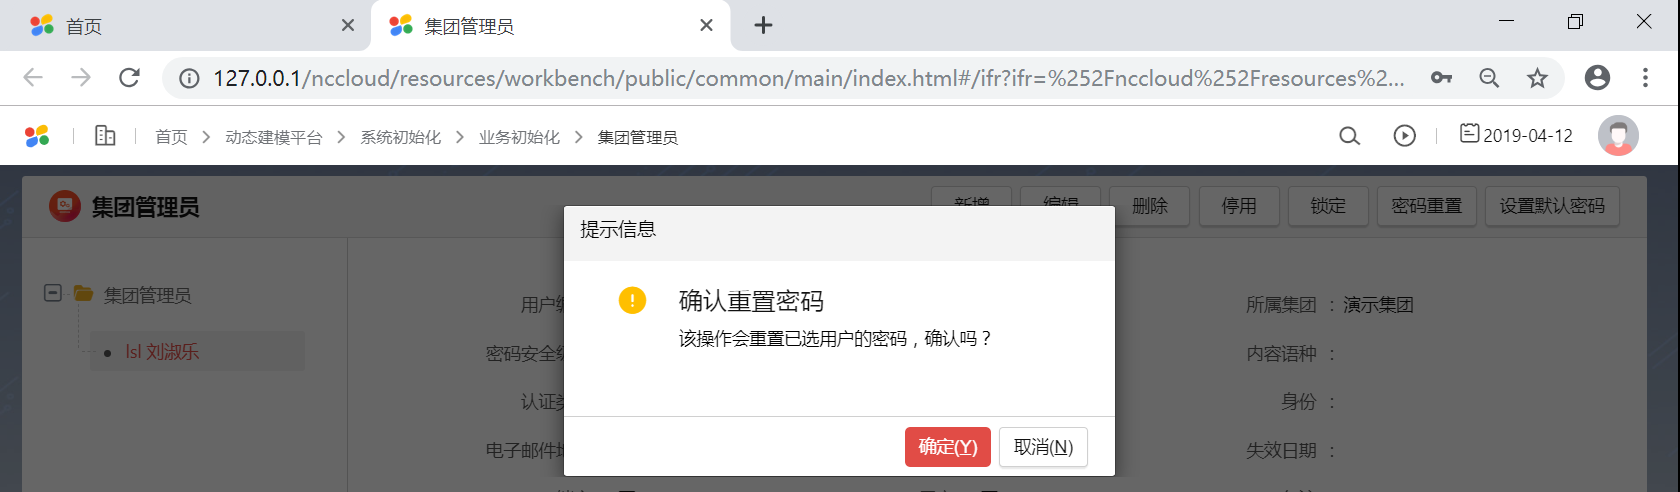 首页
集团管理员
127.0.0.1/nccloud/resources/workbench/public/common/main/index.html#/ifr?ifr=%252Fnccloud%252Fresources%2...
首页 > 动态建模平台 > 系统初始化 > 业务初始化 > 集团管理员
2019-04-12
集团管理员
新增 编辑 删除 停用 锁定 密码重置 设置默认密码
提示信息
集团管理员
lsl 刘淑乐
确认重置密码
该操作会重置已选用户的密码，确认吗？
用户
所属集团 ： 演示集团
密码安全
内容语种 ：
认证
身份 ：
电子邮件
失效日期 ：
确定(Y) 取消(N)